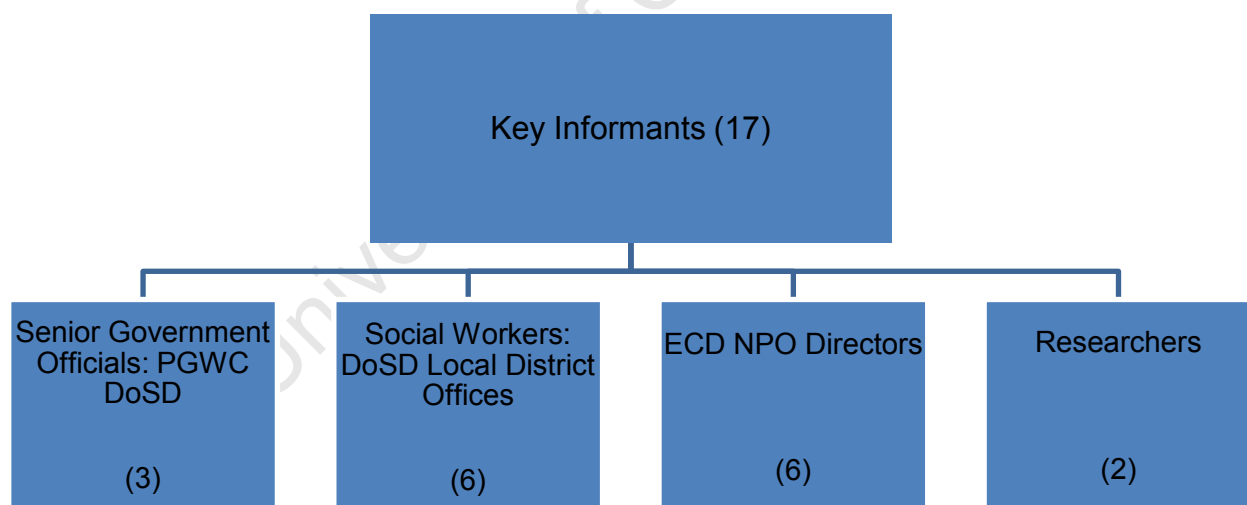 Key Informants (17)
Senior Government
Officials: PGWC
DoSD
(3)
Social Workers:
DoSD Local District
Offices
(6)
ECD NPO Directors
(6)
Researchers
(2)